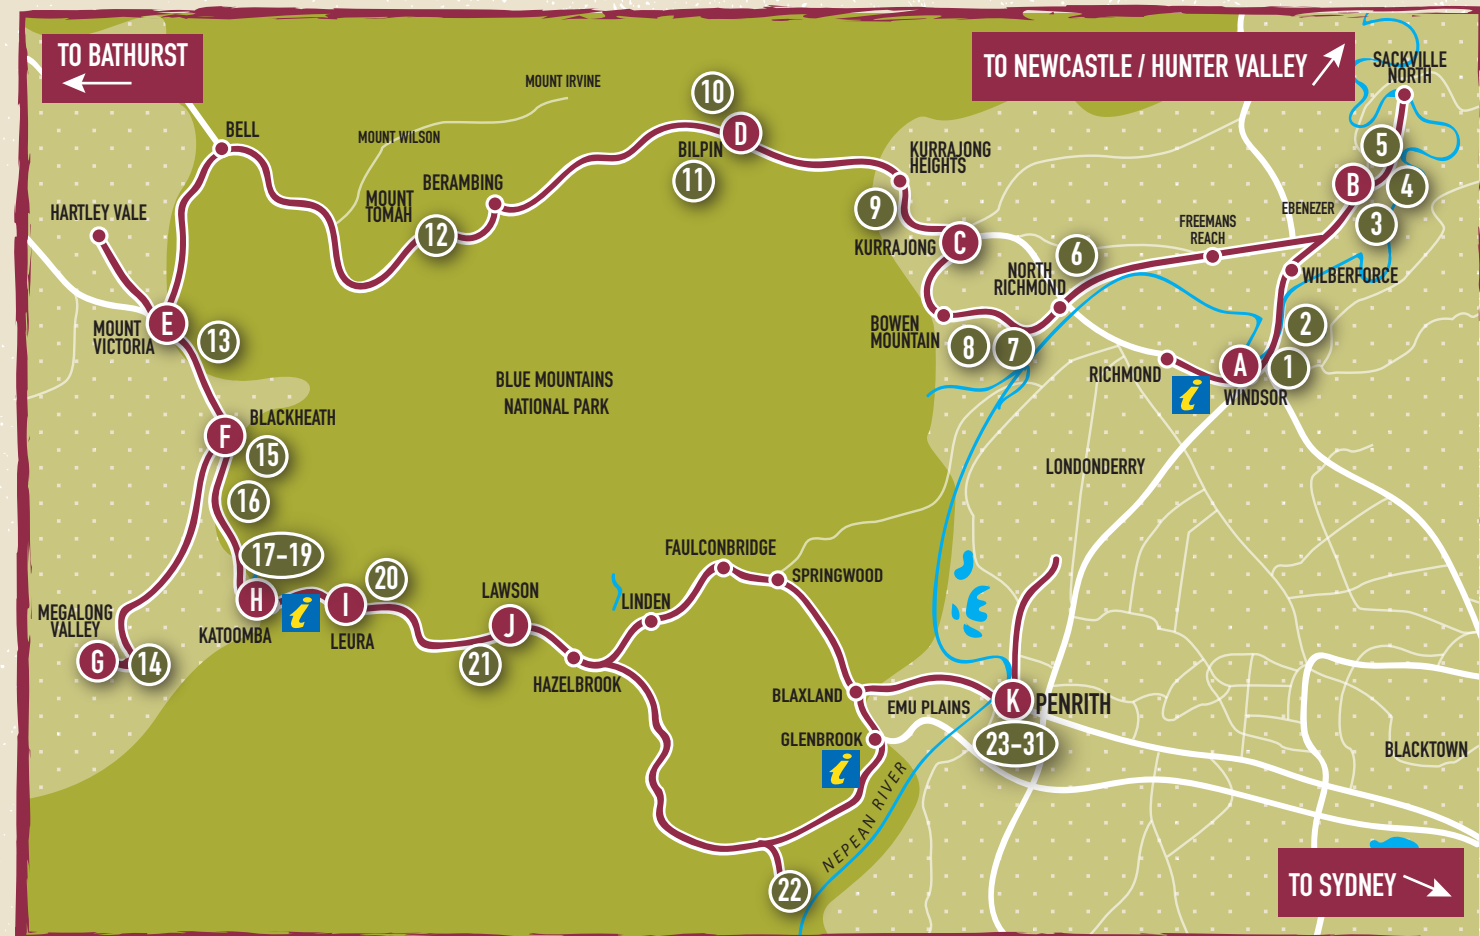 TO BATHURST
TO NEWCASTLE / HUNTER VALLEY
SACKVILLE
NORTH
MOUNT IRVINE
10
BELL
MOUNT WILSON
D
BILPIN
11
KURRAJONG
HEIGHTS
5
B
4
BERAMBING
MOUNT
TOMAH
12
HARTLEY VALE
9
KURRAJONG
C
EBENEZER
3
FREEMANS
REACH
6
NORTH
RICHMOND
WILBERFORCE
E
MOUNT
VICTORIA
13
BOWEN
MOUNTAIN
8
7
2
1
A
WINDSOR
RICHMOND
i
BLUE MOUNTAINS
NATIONAL PARK
BLACKHEATH
F
15
16
LONDONDERRY
17-19
H
KATOOMBA
i
I
LEURA
20
MEGALONG
VALLEY
G
14
LAWSON
J
21
HAZELBROOK
LINDEN
FAULCONBRIDGE
SPRINGWOOD
BLAXLAND
EMU PLAINS
K
PENRITH
23-31
GLENBROOK
i
BLACKTOWN
NEPEAN RIVER
22
TO SYDNEY